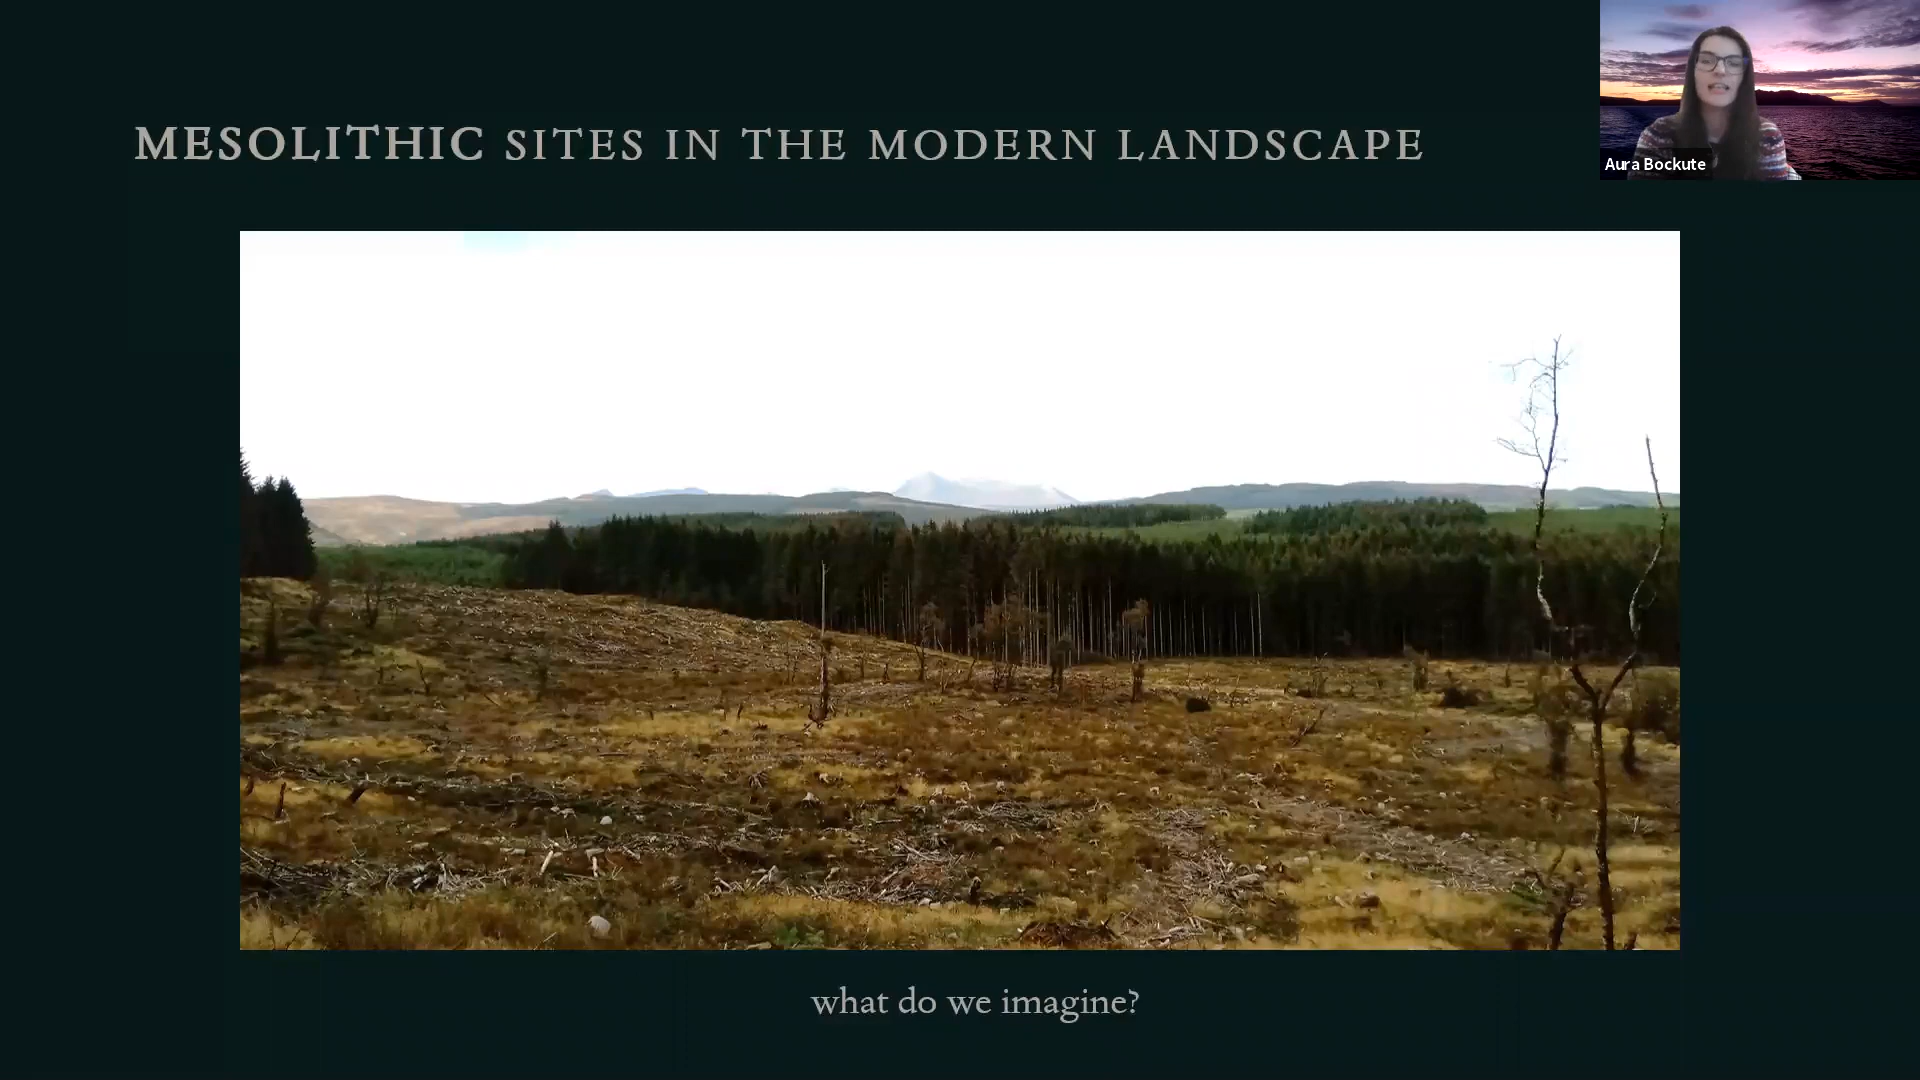 MESOLITHIC SITES IN THE MODERN LANDSCAPE
Aura Bockute
what do we imagine?